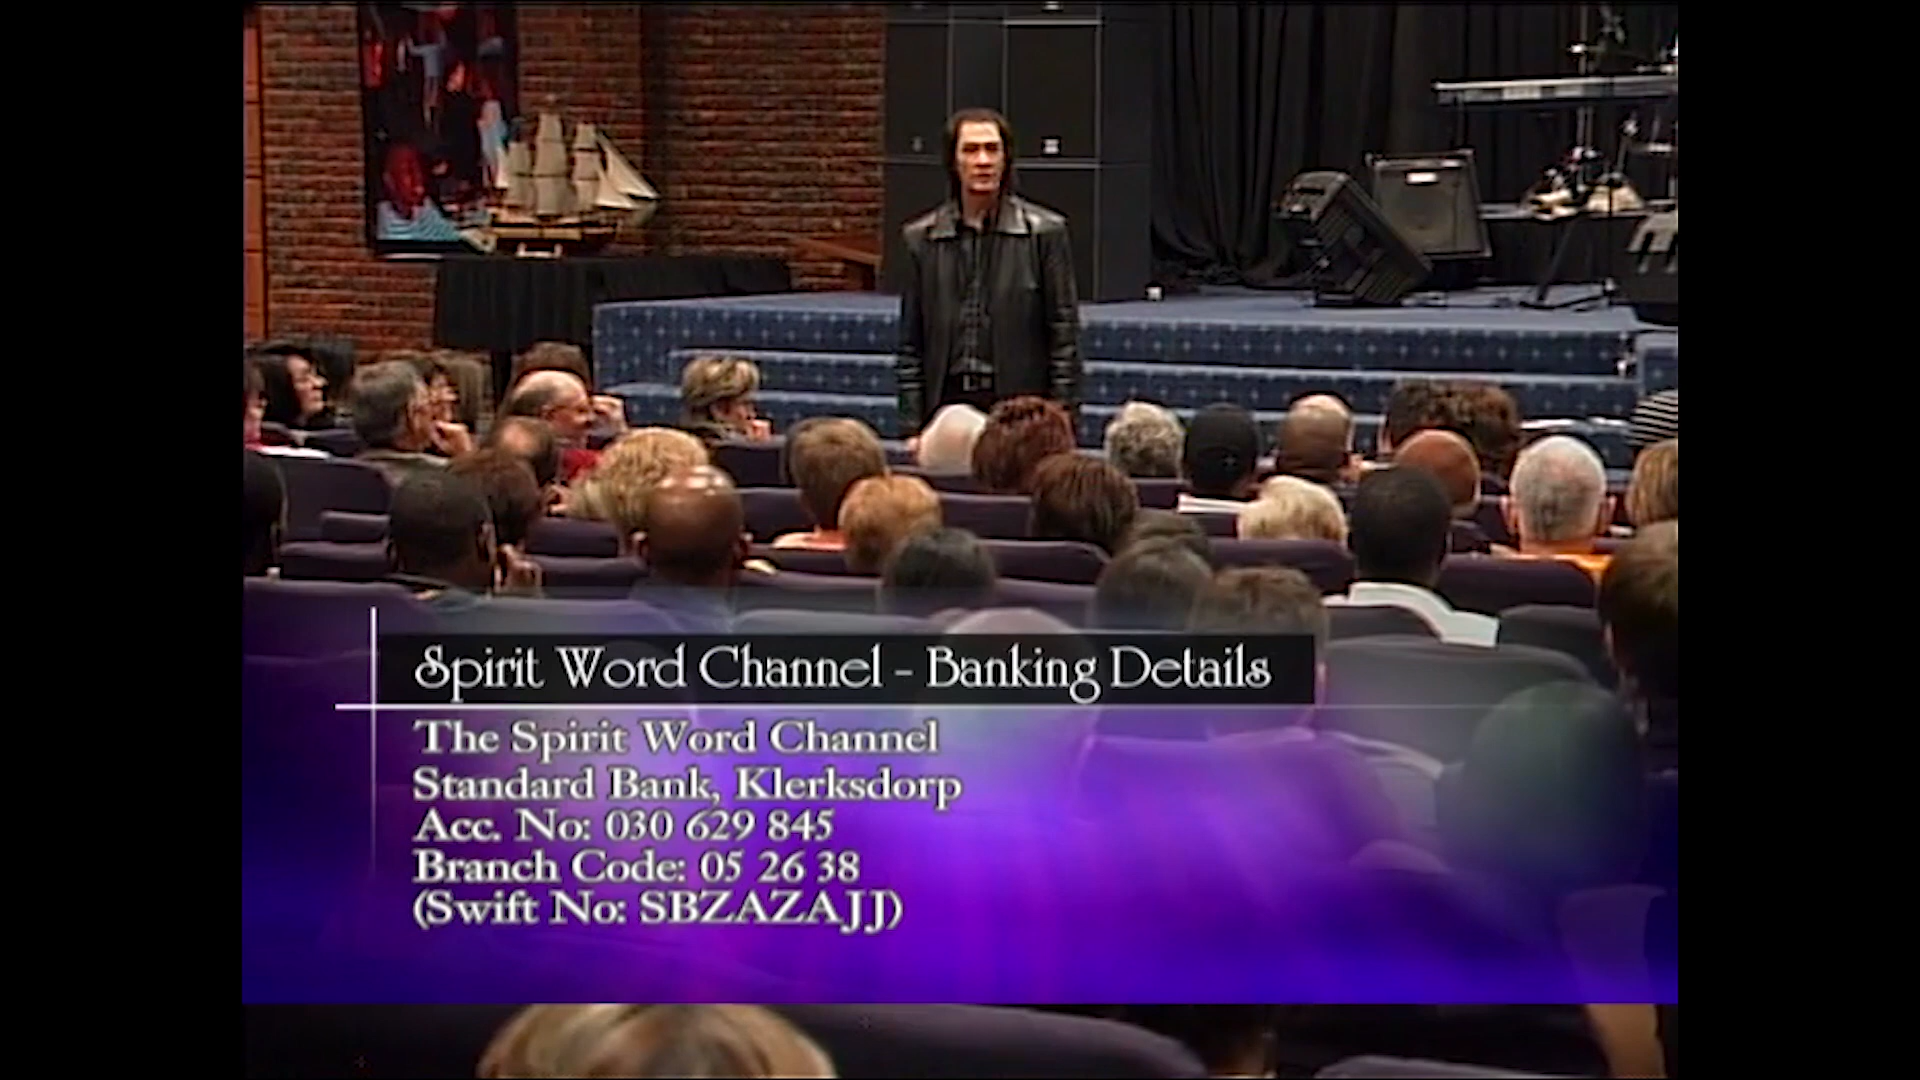 Spirit Word Channel - Banking Details
The Spirit Word Channel
Standard Bank, Klerksdorp
Acc. No: 030 629 845
Branch Code: 05 26 38
(Swift No: SBZAZAJJ)